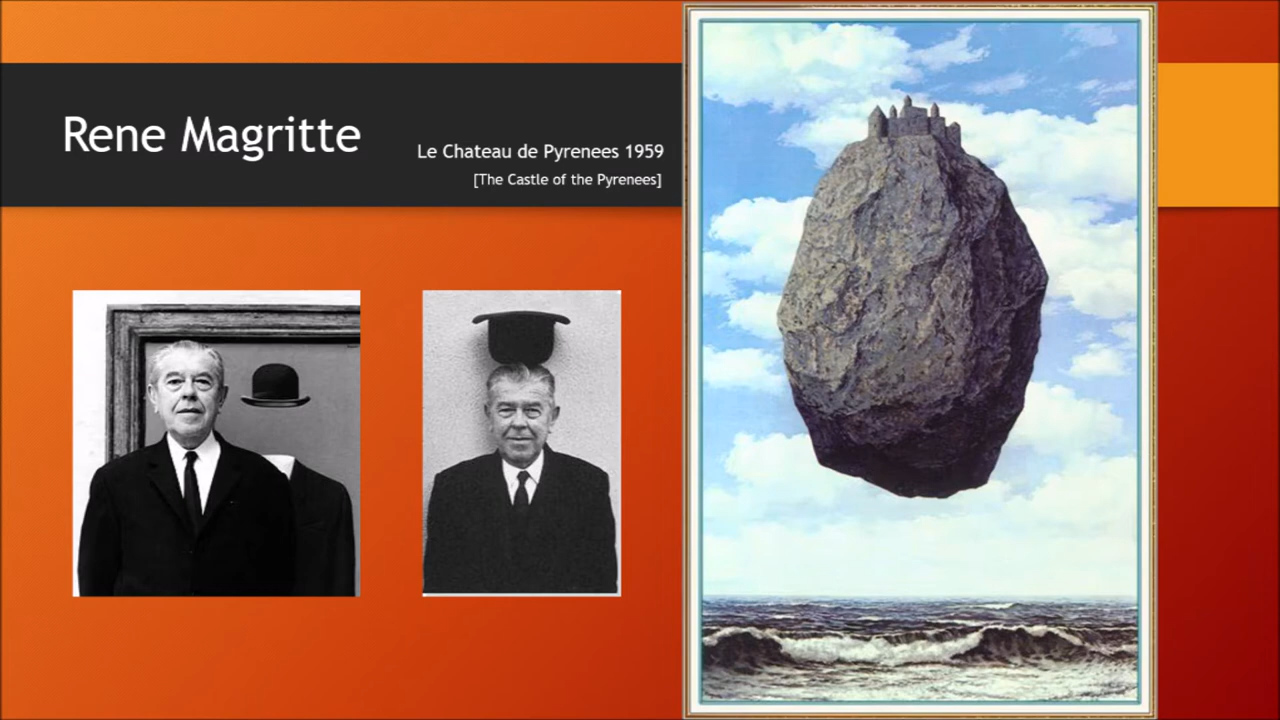 Rene Magritte
Le Chateau de Pyrenees 1959
[The Castle of the Pyrenees]